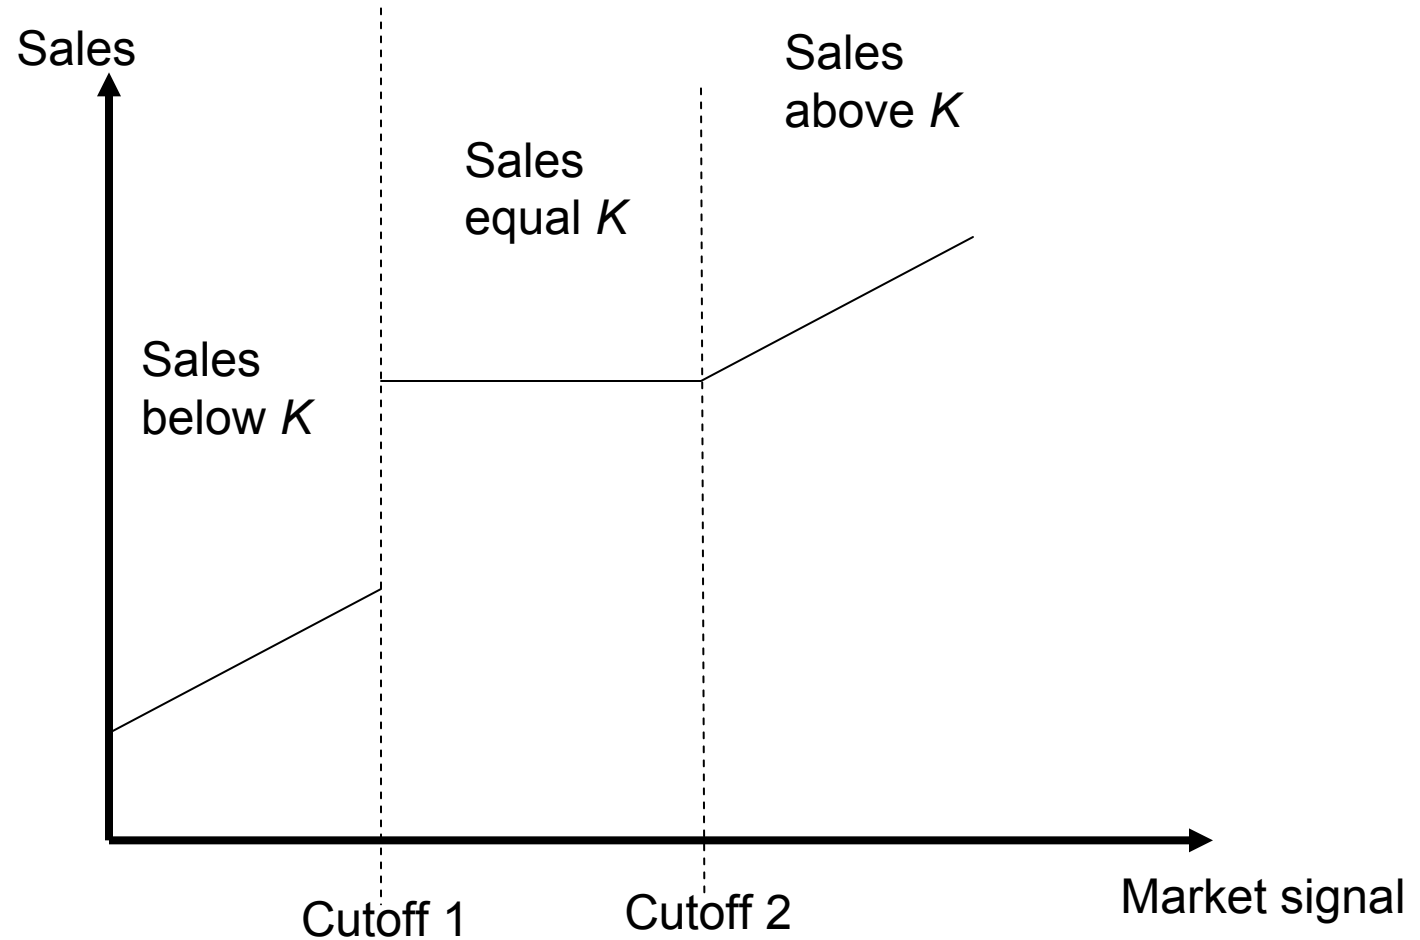 Sales
Sales
above K
Sales
equal K
Sales
below K
Cutoff 1
Cutoff 2
Market signal